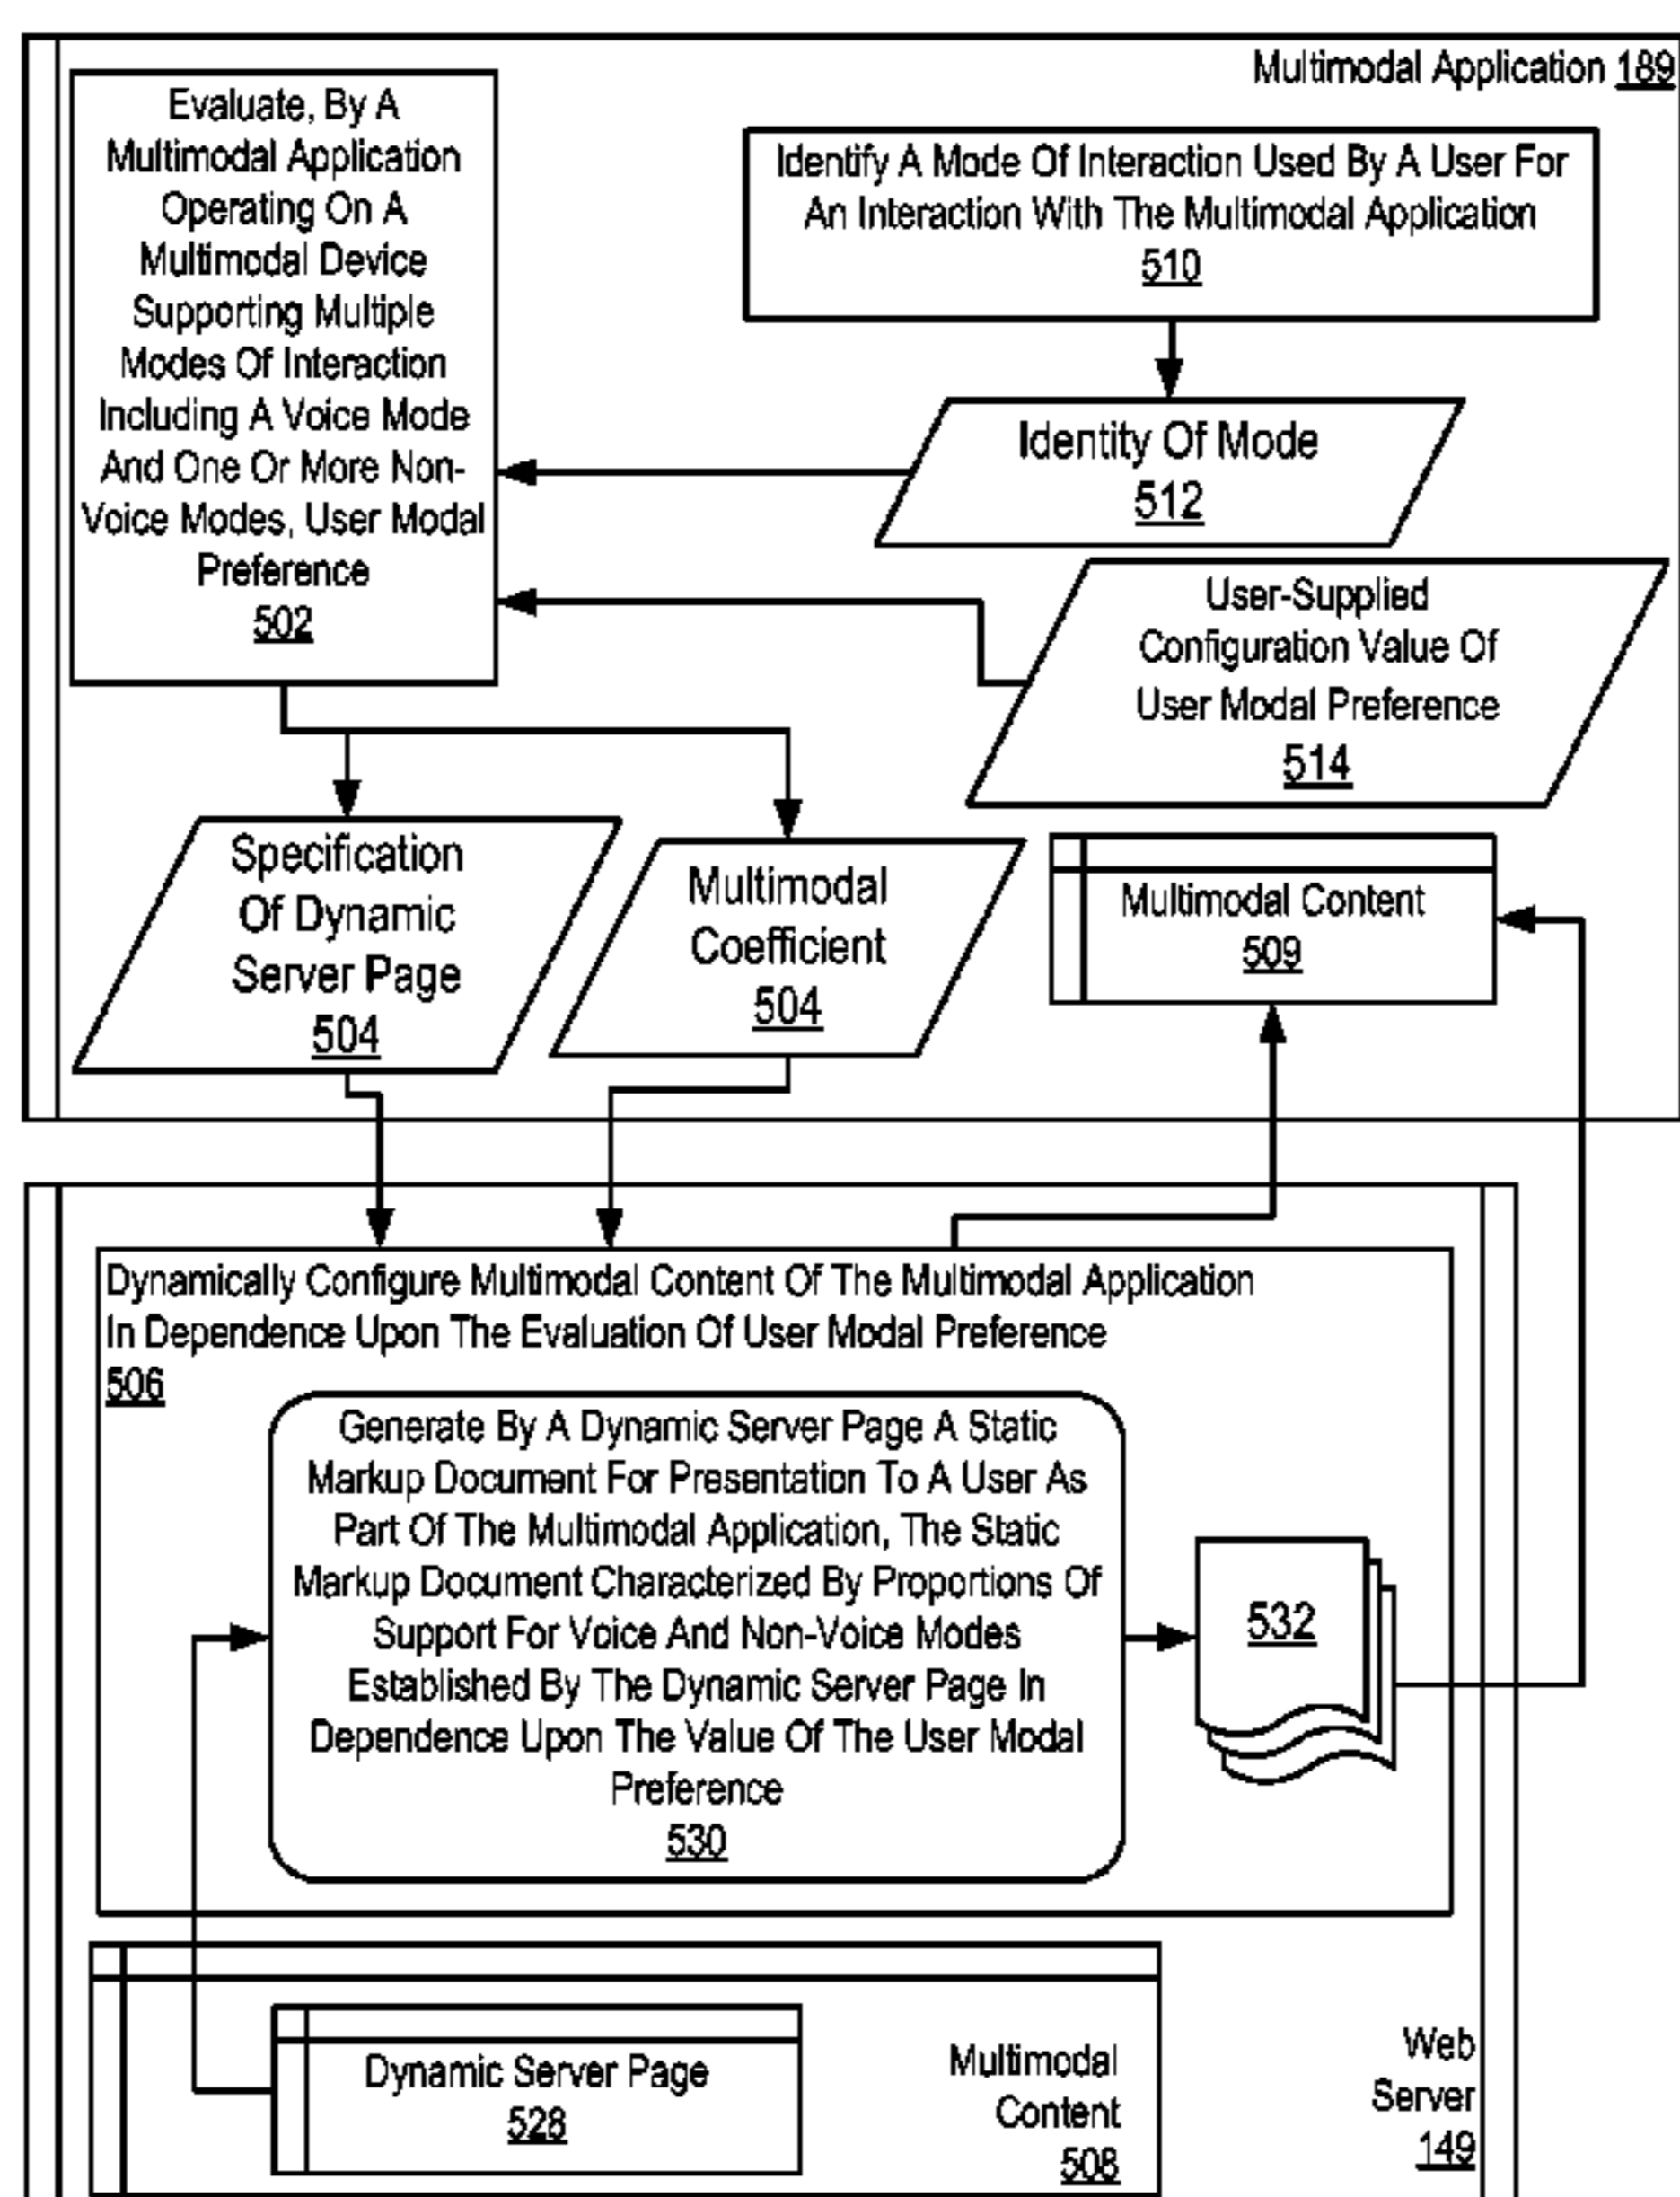 Multimodal Application 189
Evaluate, By A
Multimodal Application
Operating On A
Multimodal Device
Supporting Multiple
Modes Of Interaction
Including A Voice Mode
And One Or More Non-
Voice Modes, User Modal
Preference
502
Identify A Mode Of Interaction Used By A User For
An Interaction With The Multimodal Application
510
Identity Of Mode
512
User-Supplied
Configuration Value Of
User Modal Preference
514
Specification
Of Dynamic
Server Page
504
Multimodal
Coefficient
504
Multimodal Content
509
Dynamically Configure Multimodal Content Of The Multimodal Application
In Dependence Upon The Evaluation Of User Modal Preference
506
Generate By A Dynamic Server Page A Static
Markup Document For Presentation To A User As
Part Of The Multimodal Application, The Static
Markup Document Characterized By Proportions Of
Support For Voice And Non-Voice Modes
Established By The Dynamic Server Page In
Dependence Upon The Value Of The User Modal
Preference
530
532
Dynamic Server Page
528
Multimodal
Content
508
Web
Server
149